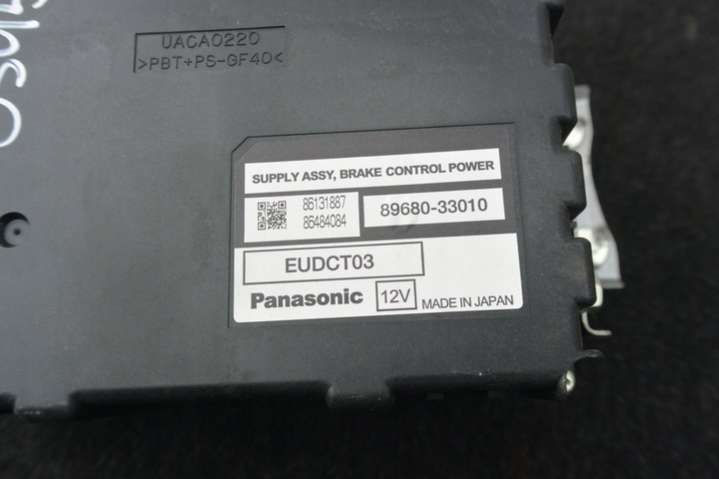 UACA0220
>PBT+PS-GF40<
SUPPLY ASSY, BRAKE CONTROL POWER
86131887
86484084
89680-33010
EUDCT03
Panasonic 12V MADE IN JAPAN